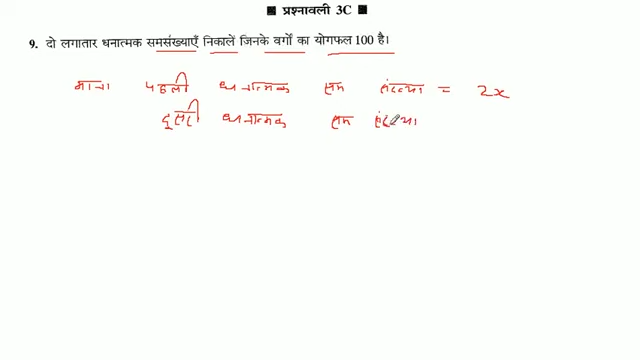 ■ प्रश्नावली 3C ■
9. दो लगातार धनात्मक समसंख्याएँ निकालें जिनके वर्गों का योगफल 100 है।
माना पहली धनात्मक सम संख्या = 2x
दूसरी धनात्मक सम संख्या